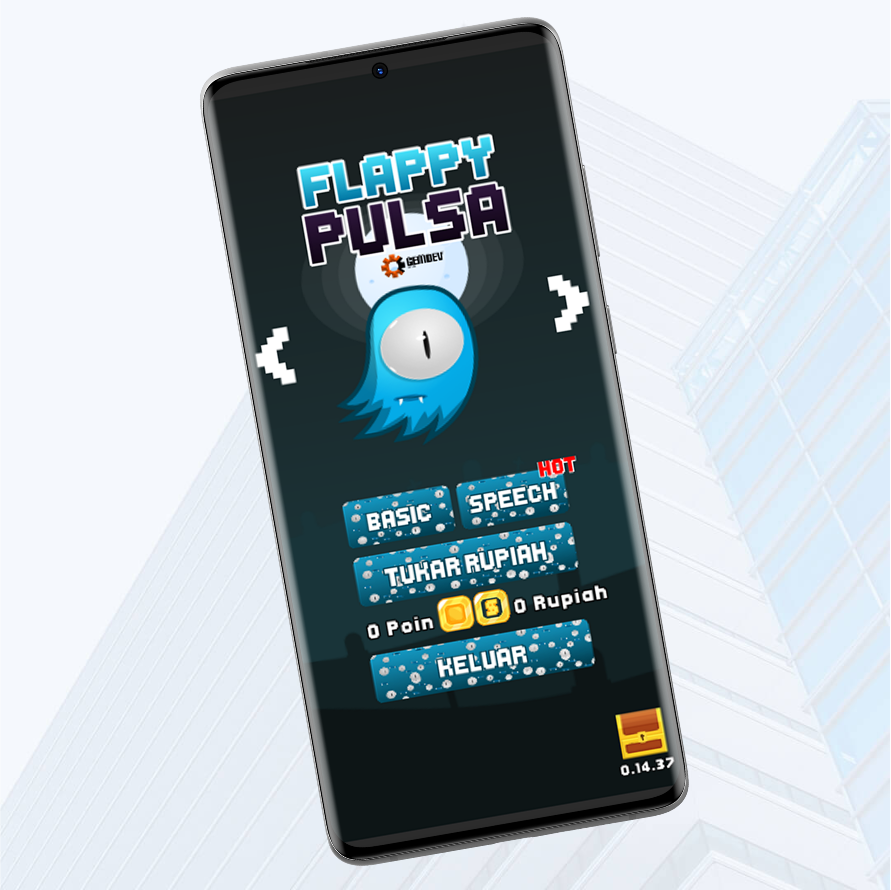 FLAPPY
PULSA
GEMDEV
HOT
BASIC
SPEECH
TUKAR RUPIAH
0 Poin
0 Rupiah
KELUAR
0.14.37